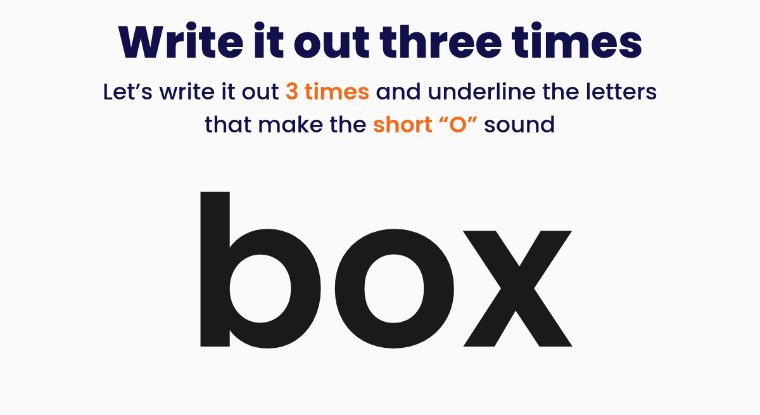 Write it out three times
Let’s write it out 3 times and underline the letters
that make the short “O” sound
box